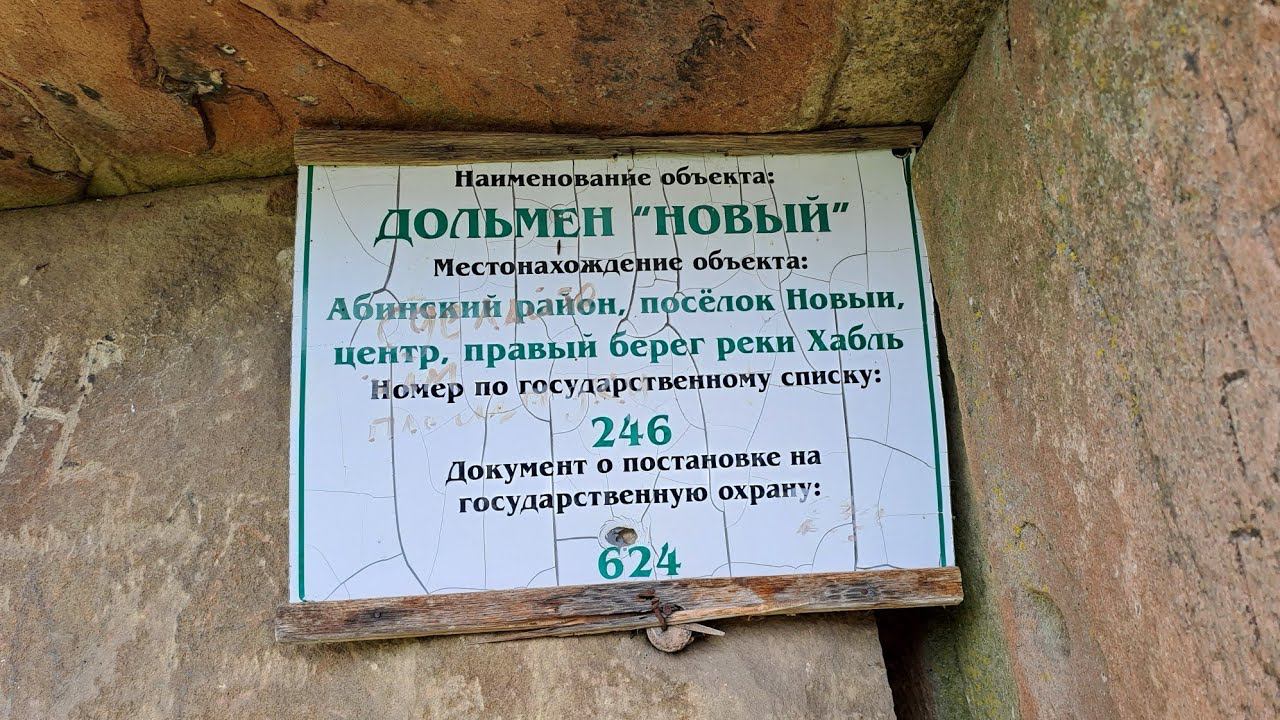 Наименование объекта:
ДОЛЬМЕН "НОВЫЙ"
Местонахождение объекта:
Абинский район, посёлок Новый,
центр, правый берег реки Хабль
Номер по государственному списку:
246
Документ о постановке на
государственную охрану:
624